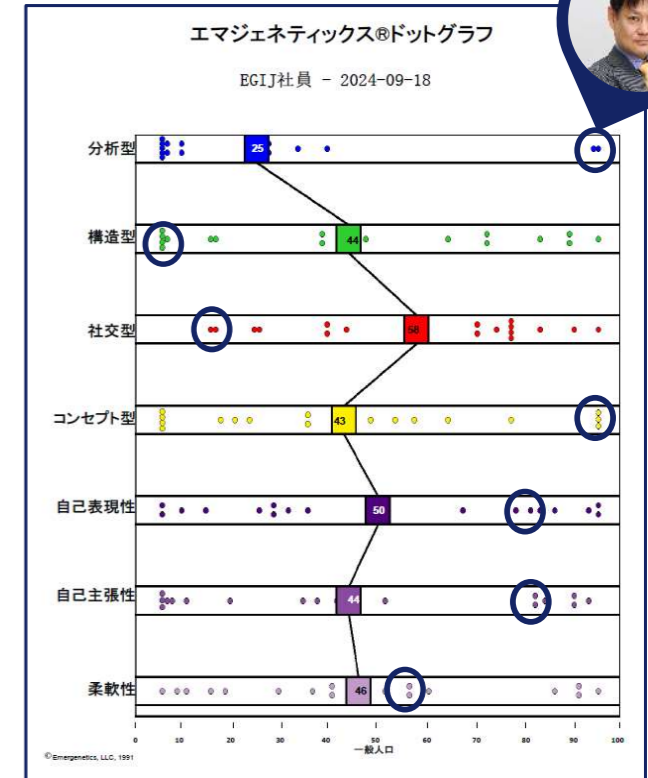 エマジェネティックス®ドットグラフ
EGIJ社員 - 2024-09-18
分析型
25
構造型
44
社交型
58
コンセプト型
43
自己表現性
50
自己主張性
44
柔軟性
46
0 10 20 30 40 50 60 70 80 90 100
一般人口
©Emergenetics, LLC, 1991